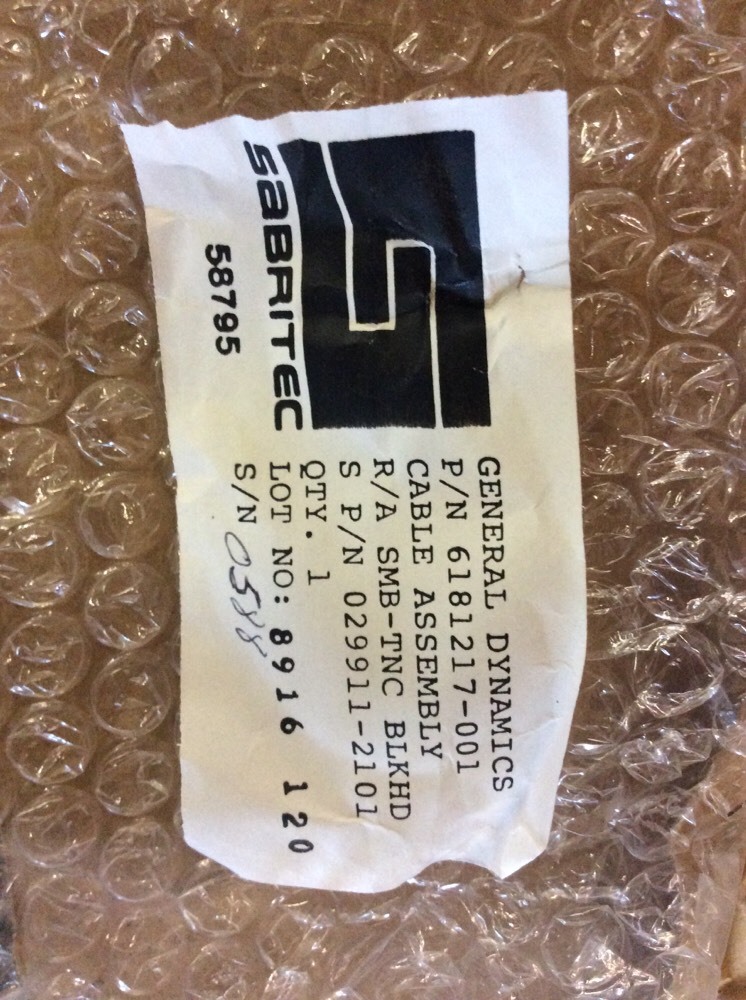 SABRITEC
58795
GENERAL DYNAMICS
P/N 6181217-001
CABLE ASSEMBLY
R/A SMB-TNC BLKHD
S P/N 029911-2101
QTY. 1
LOT NO: 8916 120
S/N 0588